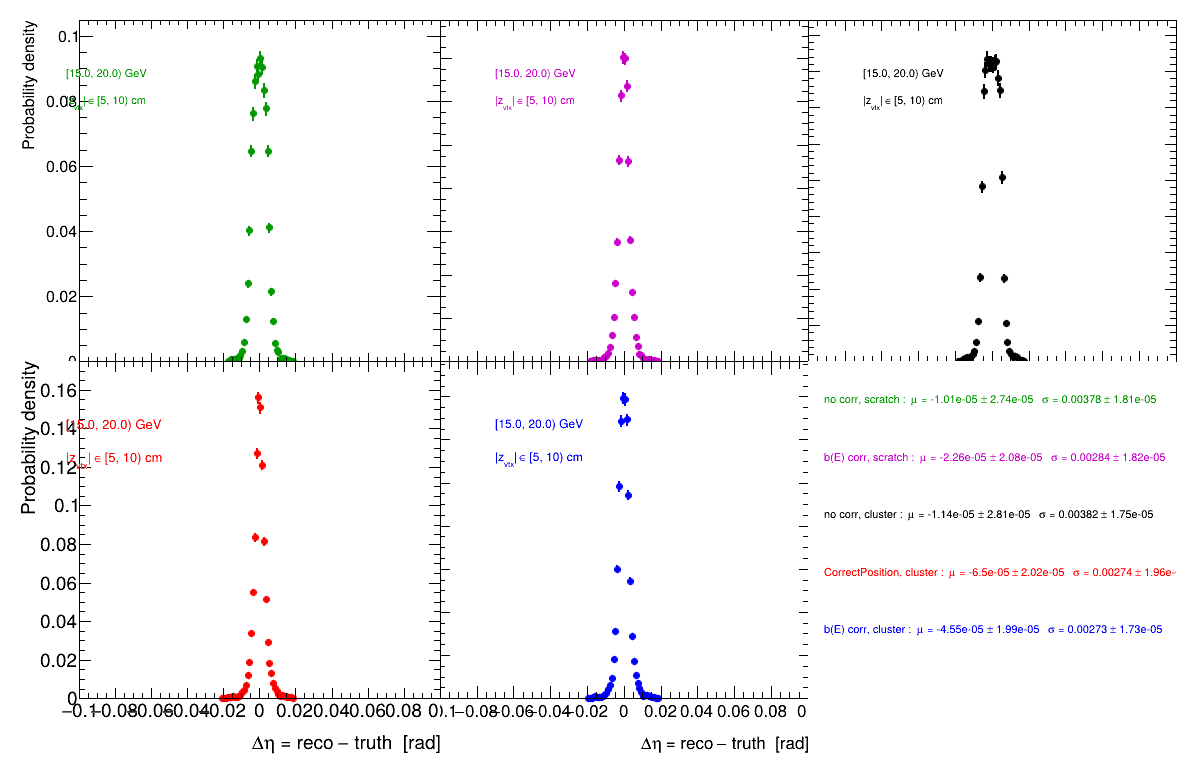 Probability density
0.1
0.08
0.06
0.04
0.02
0
[15.0, 20.0) GeV
|z_vtx| ∈ [5, 10) cm
[15.0, 20.0) GeV
|z_vtx| ∈ [5, 10) cm
[15.0, 20.0) GeV
|z_vtx| ∈ [5, 10) cm
Probability density
0.16
0.14
0.12
0.1
0.08
0.06
0.04
0.02
0
[15.0, 20.0) GeV
|z_vtx| ∈ [5, 10) cm
−0.1 −0.08 −0.06 −0.04 −0.02 0 0.02 0.04 0.06 0.08 0.1
Δη = reco − truth [rad]
[15.0, 20.0) GeV
|z_vtx| ∈ [5, 10) cm
−0.08 −0.06 −0.04 −0.02 0 0.02 0.04 0.06 0.08 0
Δη = reco − truth [rad]
no corr, scratch : μ = -1.01e-05 ± 2.74e-05 σ = 0.00378 ± 1.81e-05
b(E) corr, scratch : μ = -2.26e-05 ± 2.08e-05 σ = 0.00284 ± 1.82e-05
no corr, cluster : μ = -1.14e-05 ± 2.81e-05 σ = 0.00382 ± 1.75e-05
CorrectPosition, cluster : μ = -6.5e-05 ± 2.02e-05 σ = 0.00274 ± 1.96e-
b(E) corr, cluster : μ = -4.55e-05 ± 1.99e-05 σ = 0.00273 ± 1.73e-05